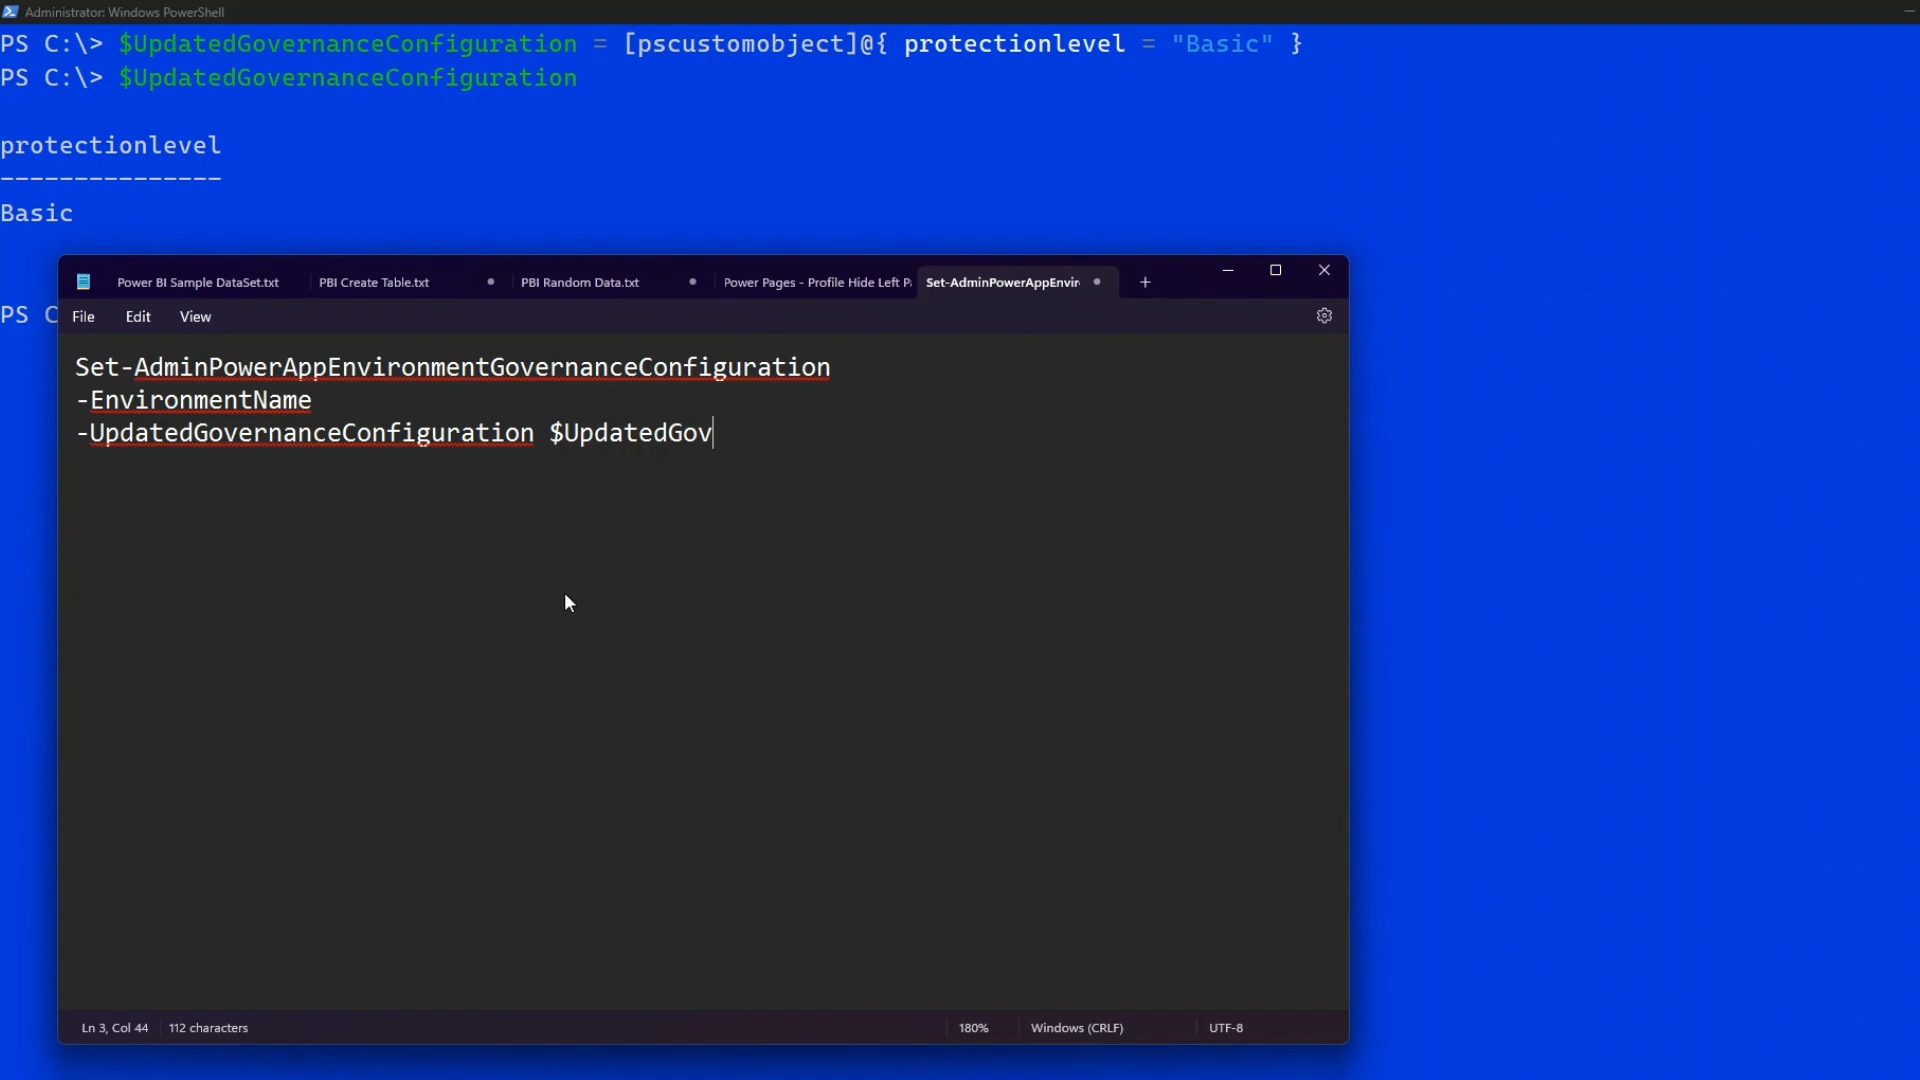 Administrator: Windows PowerShell
PS C:\> $UpdatedGovernanceConfiguration = [pscustomobject]@{ protectionlevel = "Basic" }
PS C:\> $UpdatedGovernanceConfiguration
protectionlevel
---------------
Basic
PS C
Power BI Sample DataSet.txt PBI Create Table.txt PBI Random Data.txt Power Pages - Profile Hide Left Set-AdminPowerAppEnvir
File Edit View
Set-AdminPowerAppEnvironmentGovernanceConfiguration
-EnvironmentName
-UpdatedGovernanceConfiguration $UpdatedGov
Ln 3, Col 44 112 characters 180% Windows (CRLF) UTF-8